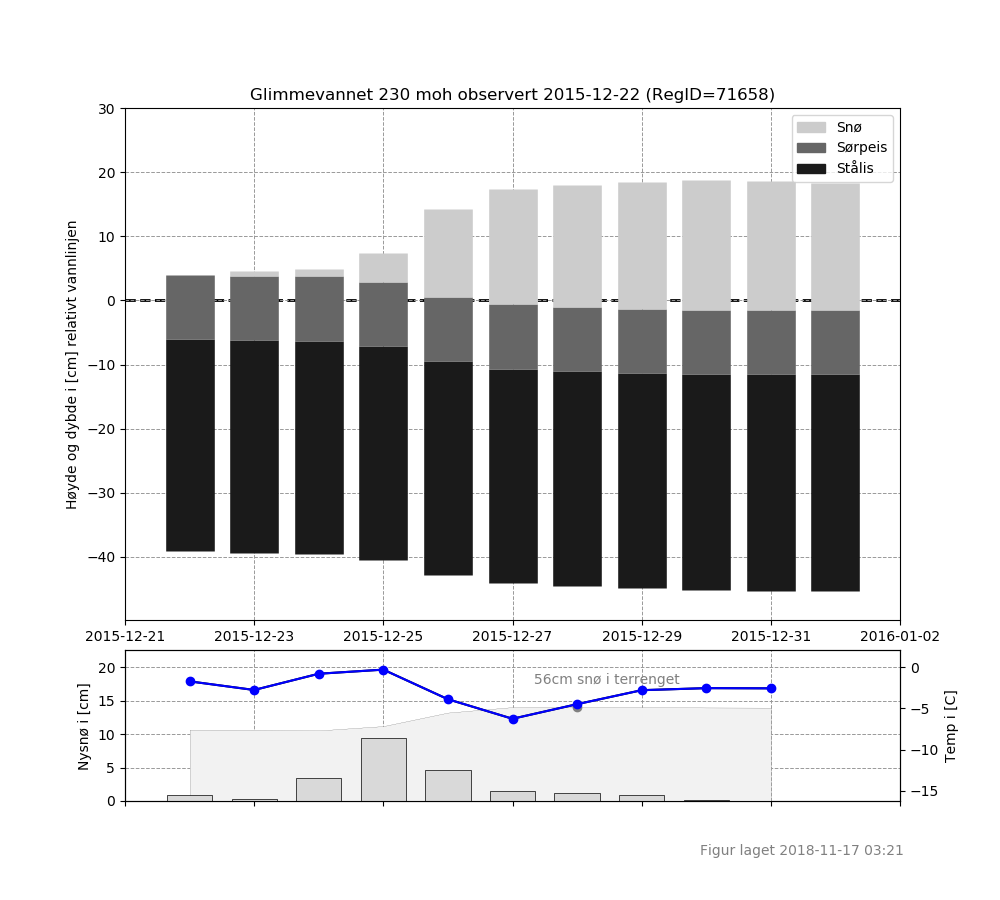 Glimmevannet 230 moh observert 2015-12-22 (RegID=71658)
Snø
Sørpeis
Stålis
Høyde og dybde i [cm] relativt vannlinjen
30
20
10
0
−10
−20
−30
−40
2015-12-21 2015-12-23 2015-12-25 2015-12-27 2015-12-29 2015-12-31 2016-01-02
Nysnø i [cm]
20
15
10
5
0
56cm snø i terrenget
0
−5
−10
−15
Temp i [C]
Figur laget 2018-11-17 03:21